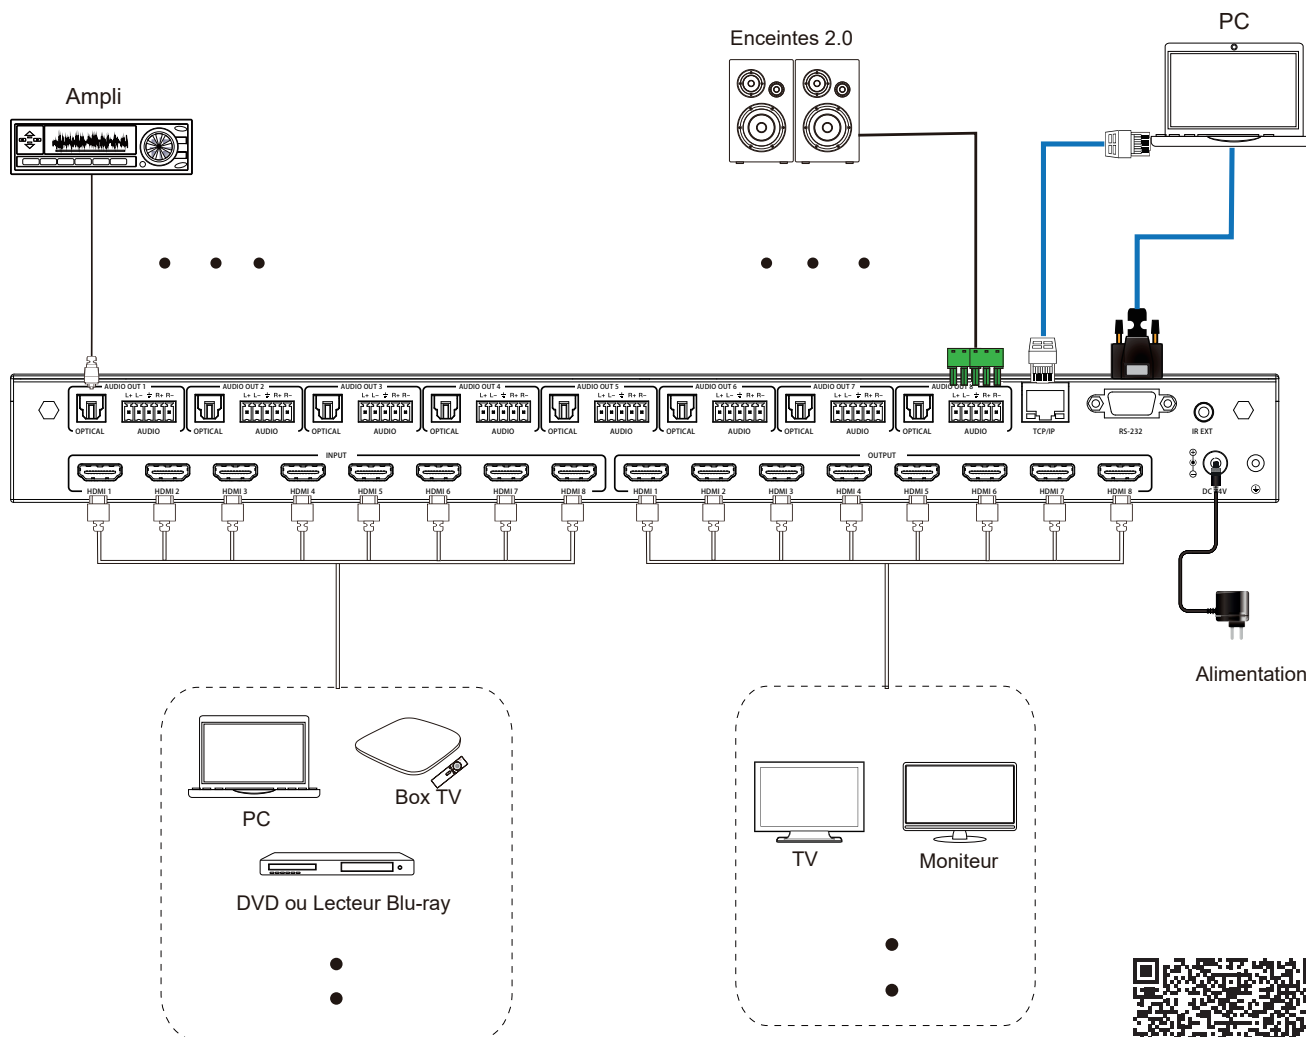 PC
Enceintes 2.0
Ampli
AUDIO OUT 1 AUDIO OUT 2 AUDIO OUT 3 AUDIO OUT 4 AUDIO OUT 5 AUDIO OUT 6 AUDIO OUT 7 AUDIO OUT 8
L+ L- R+ R- L+ L- R+ R- L+ L- R+ R- L+ L- R+ R- L+ L- R+ R- L+ L- R+ R- L+ L- R+ R- L+ L- R+ R-
OPTICAL AUDIO OPTICAL AUDIO OPTICAL AUDIO OPTICAL AUDIO OPTICAL AUDIO OPTICAL AUDIO OPTICAL AUDIO OPTICAL AUDIO TCP/IP RS-232 IR EXT
INPUT OUTPUT
HDMI 1 HDMI 2 HDMI 3 HDMI 4 HDMI 5 HDMI 6 HDMI 7 HDMI 8 HDMI 1 HDMI 2 HDMI 3 HDMI 4 HDMI 5 HDMI 6 HDMI 7 HDMI 8 DC
Alimentation
PC
Box TV
DVD ou Lecteur Blu-ray
TV
Moniteur